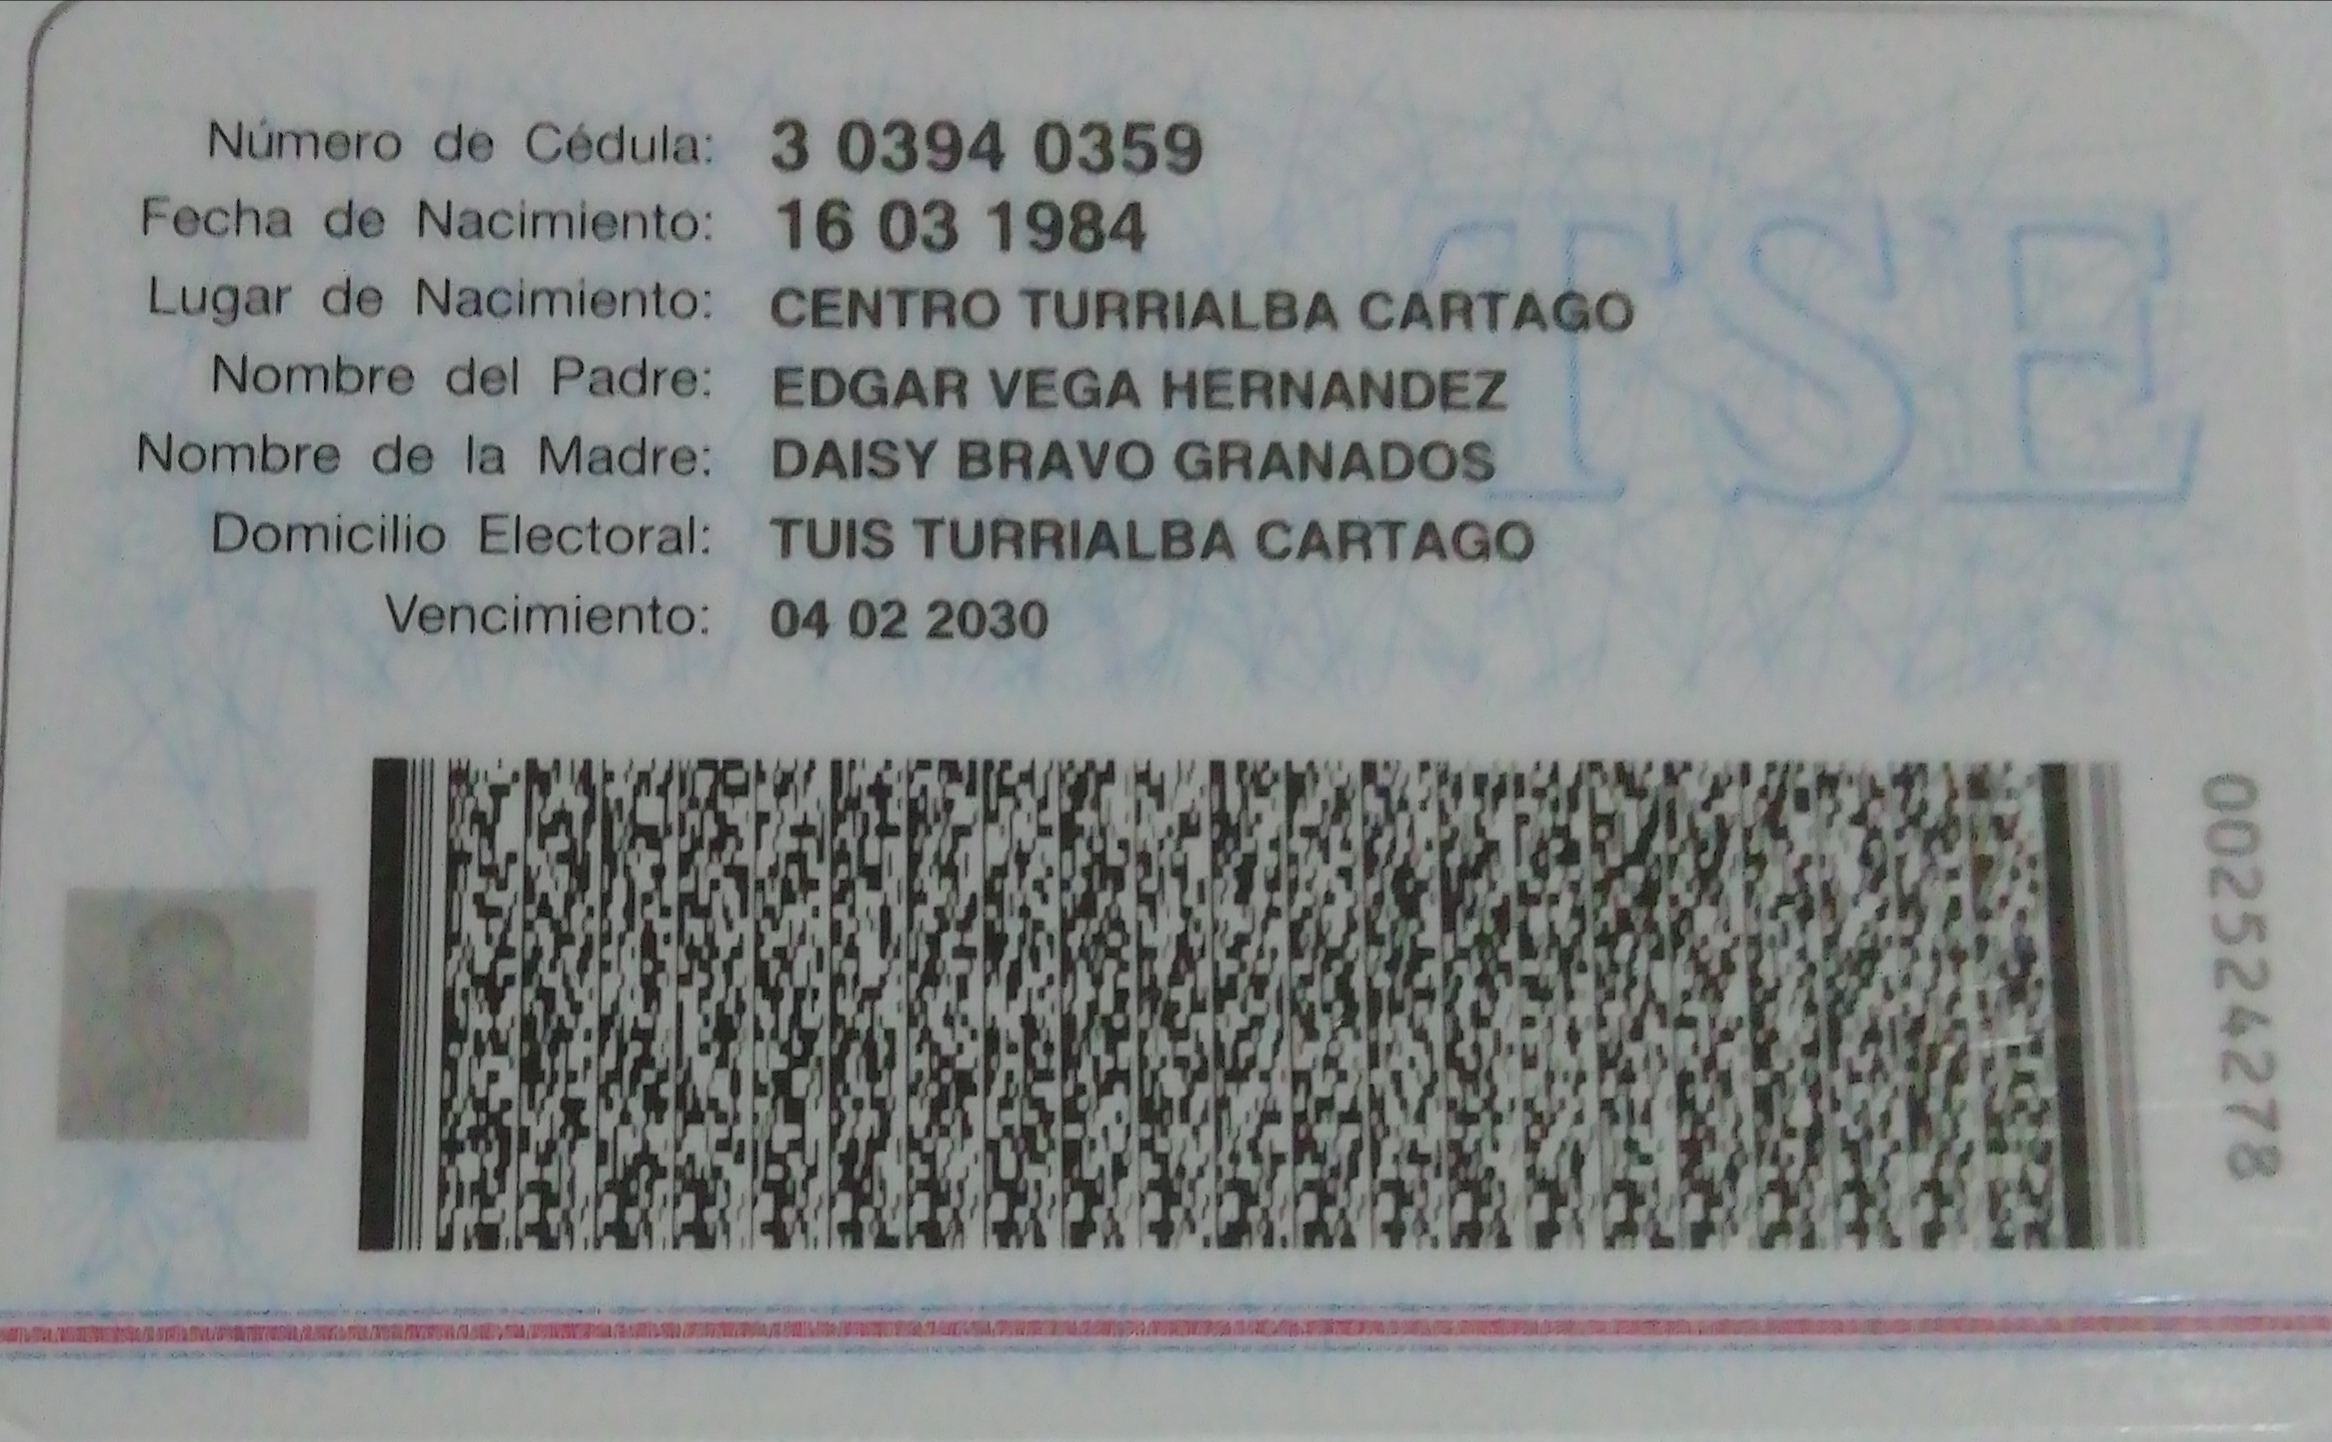 Número de Cédula: 3 0394 0359
Fecha de Nacimiento: 16 03 1984
Lugar de Nacimiento: CENTRO TURRIALBA CARTAGO
Nombre del Padre: EDGAR VEGA HERNANDEZ
Nombre de la Madre: DAISY BRAVO GRANADOS
Domicilio Electoral: TUIS TURRIALBA CARTAGO
Vencimiento: 04 02 2030
TSE
002524278